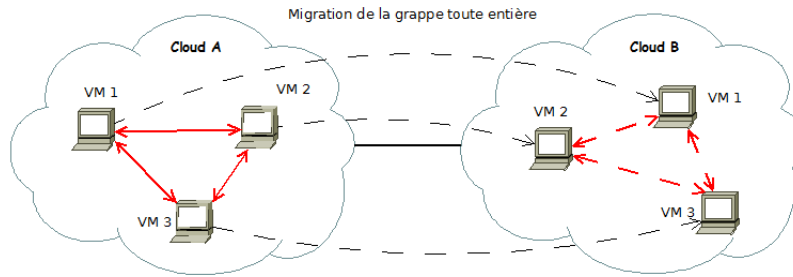 Migration de la grappe toute entière
Cloud A
Cloud B
VM 1
VM 2
VM 3
VM 2
VM 1
VM 3